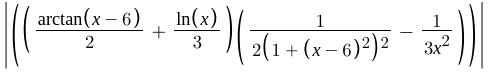 |((arctan(x − 6)/2 + ln(x)/3)(1/(2(1 + (x − 6)^2)^2) − 1/(3x^2)))|